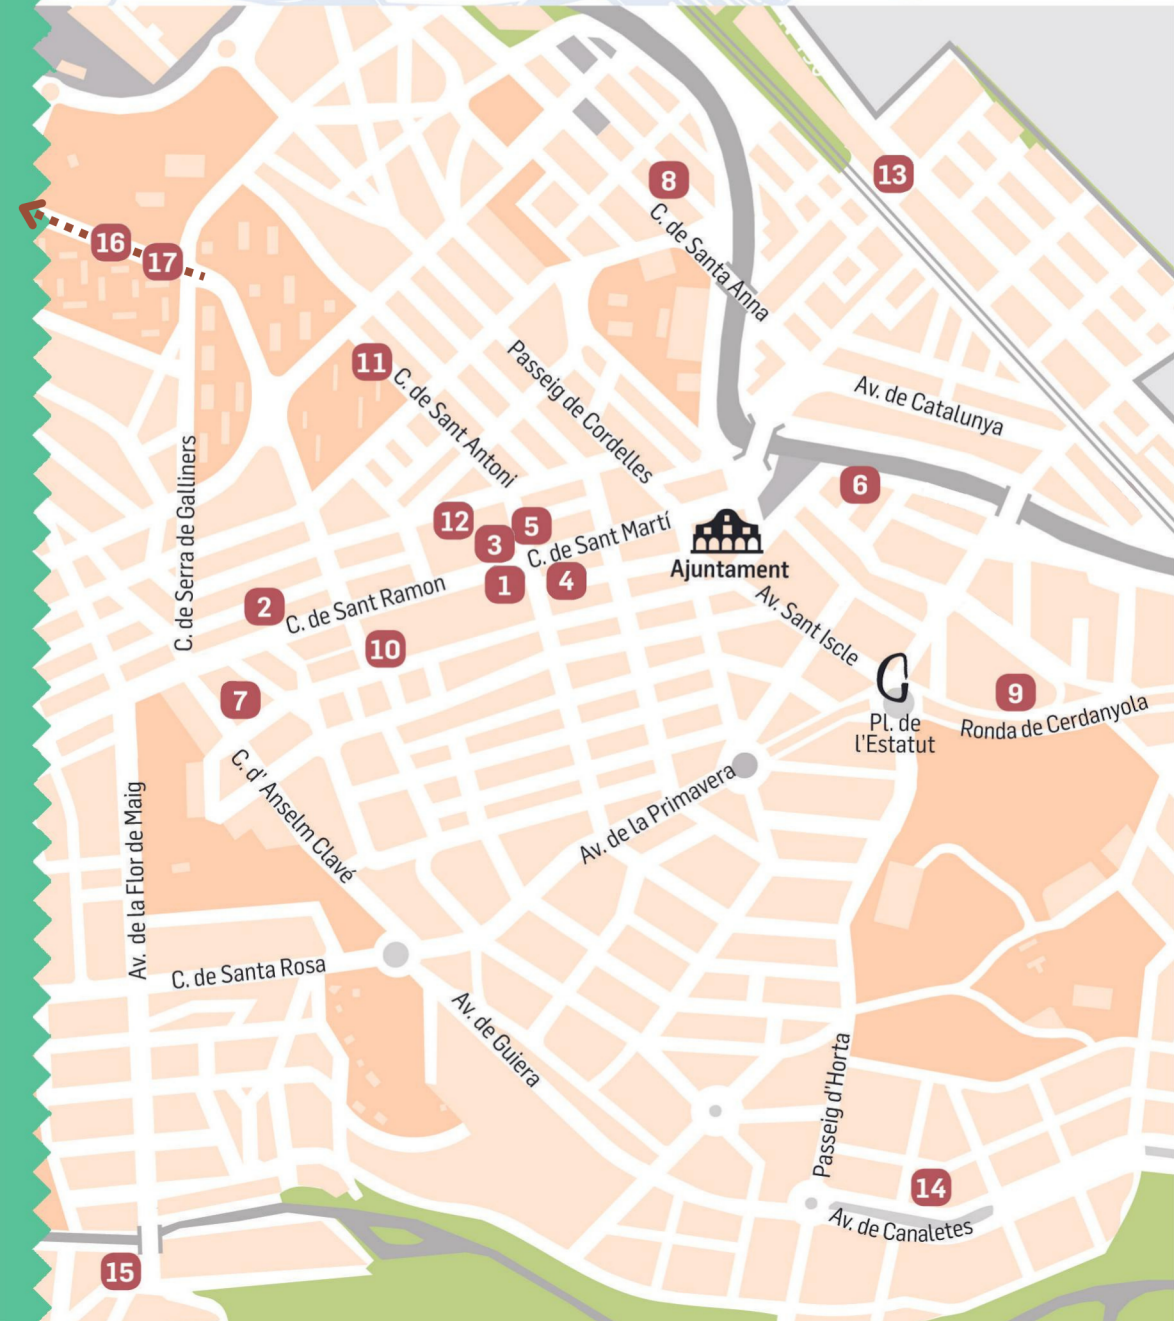 13
8
C. de Santa Anna
16
17
11
C. de Sant Antoni
Passeig de Cordelles
Av. de Catalunya
6
12
5
3
C. de Sant Martí
Ajuntament
1
4
2
C. de Sant Ramon
C. de Serra de Galliners
10
Av. Sant Iscle
7
9
Pl. de
l'Estatut
Ronda de Cerdanyola
C. d' Anselm Clavé
Av. de la Primavera
Av. de la Flor de Maig
C. de Santa Rosa
Av. de Guiera
Passeig d'Horta
14
Av. de Canaletes
15